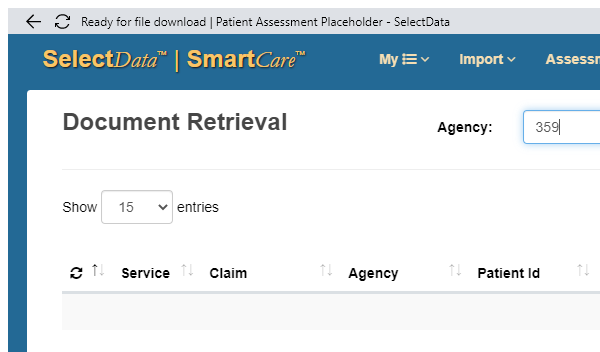 Ready for file download | Patient Assessment Placeholder - SelectData
SelectData™ | SmartCare™ My Import
Document Retrieval Agency: 359
Show 15 entries
Service Claim Agency Patient Id